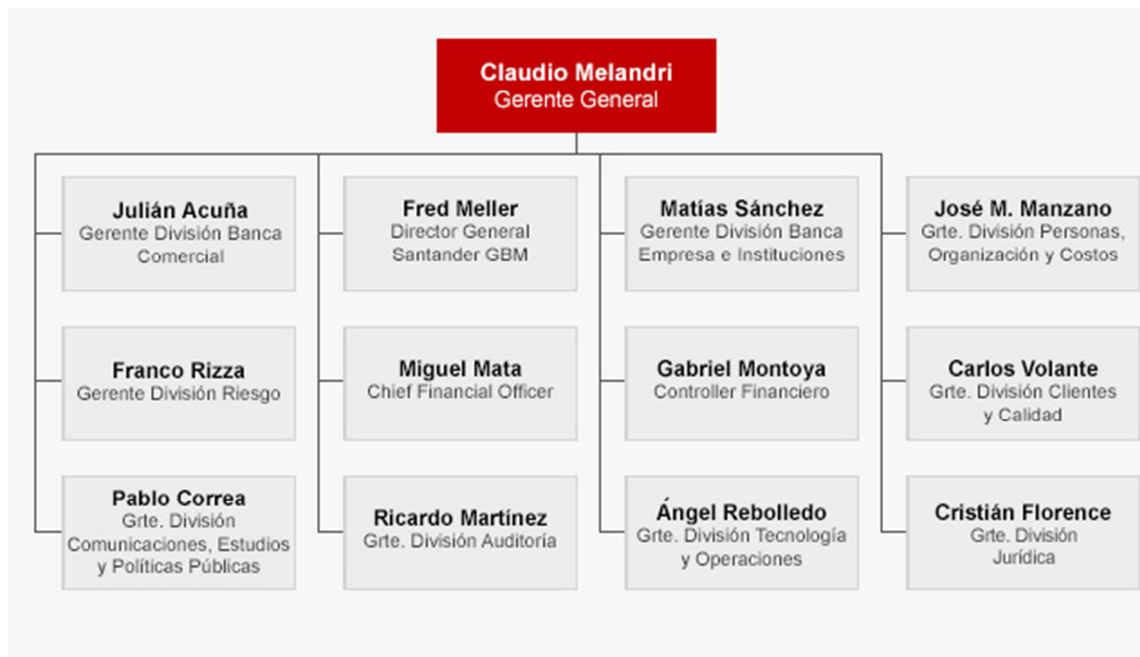 Claudio Melandri
Gerente General
Julián Acuña
Gerente División Banca
Comercial
Fred Meller
Director General
Santander GBM
Matías Sánchez
Gerente División Banca
Empresa e Instituciones
José M. Manzano
Grte. División Personas,
Organización y Costos
Franco Rizza
Gerente División Riesgo
Miguel Mata
Chief Financial Officer
Gabriel Montoya
Controller Financiero
Carlos Volante
Grte. División Clientes
y Calidad
Pablo Correa
Grte. División
Comunicaciones, Estudios
y Políticas Públicas
Ricardo Martínez
Grte. División Auditoría
Ángel Rebolledo
Grte. División Tecnología
y Operaciones
Cristián Florence
Grte. División
Jurídica